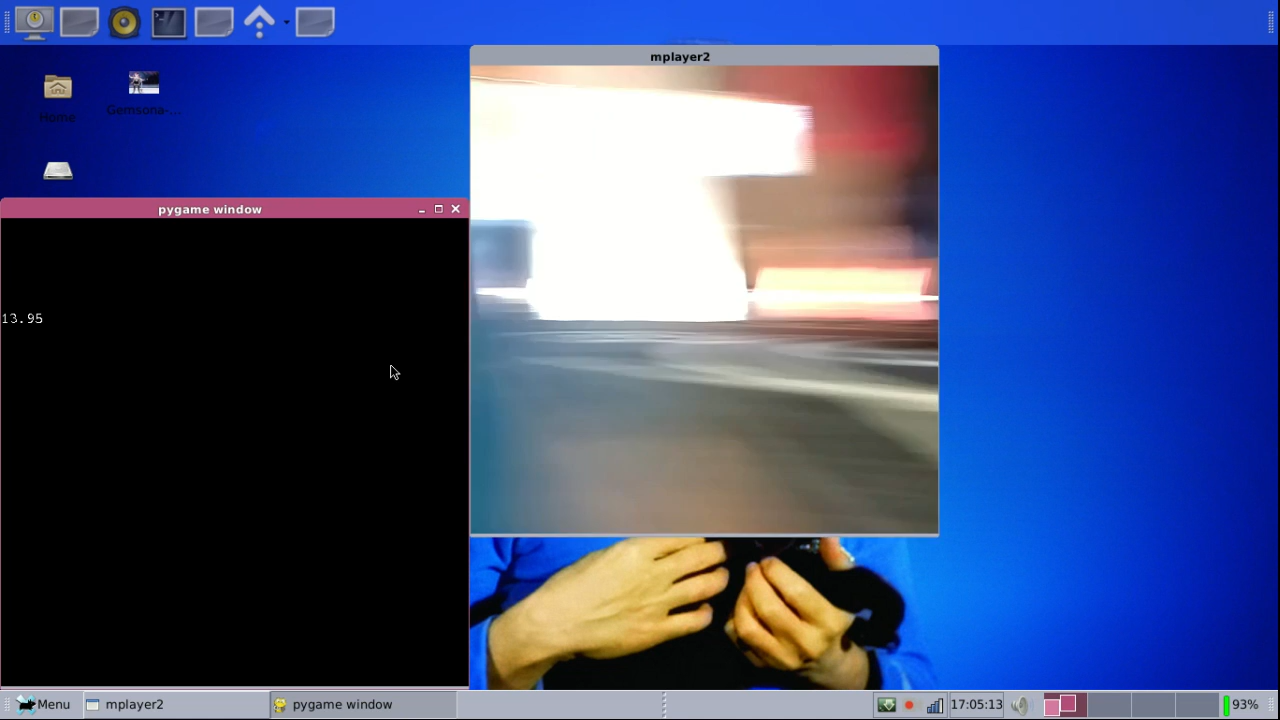 mplayer2
Home
Gemsona-...
pygame window
13.95
Menu
mplayer2
pygame window
17:05:13
93%